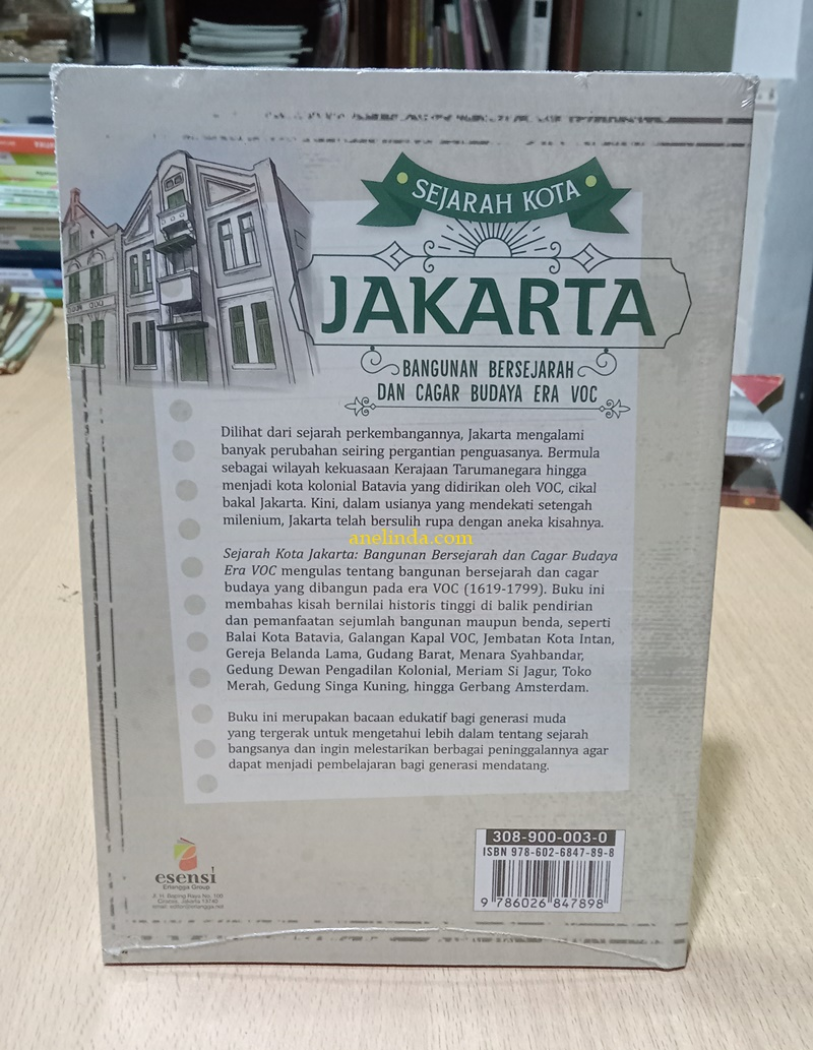 SEJARAH KOTA
JAKARTA
BANGUNAN BERSEJARAH
DAN CAGAR BUDAYA ERA VOC
Dilihat dari sejarah perkembangannya, Jakarta mengalami
banyak perubahan seiring pergantian penguasanya. Bermula
sebagai wilayah kekuasaan Kerajaan Tarumanegara hingga
menjadi kota kolonial Batavia yang didirikan oleh VOC, cikal
bakal Jakarta. Kini, dalam usianya yang mendekati setengah
milenium, Jakarta telah bersulih rupa dengan aneka kisahnya.
anelinda.com
Sejarah Kota Jakarta: Bangunan Bersejarah dan Cagar Budaya
Era VOC mengulas tentang bangunan bersejarah dan cagar
budaya yang dibangun pada era VOC (1619-1799). Buku ini
membahas kisah bernilai historis tinggi di balik pendirian
dan pemanfaatan sejumlah bangunan maupun benda, seperti
Balai Kota Batavia, Galangan Kapal VOC, Jembatan Kota Intan,
Gereja Belanda Lama, Gudang Barat, Menara Syahbandar,
Gedung Dewan Pengadilan Kolonial, Meriam Si Jagur, Toko
Merah, Gedung Singa Kuning, hingga Gerbang Amsterdam.
Buku ini merupakan bacaan edukatif bagi generasi muda
yang tergerak untuk mengetahui lebih dalam tentang sejarah
bangsanya dan ingin melestarikan berbagai peninggalannya agar
dapat menjadi pembelajaran bagi generasi mendatang.
308-900-003-0
ISBN 978-602-6847-89-8
9 786026 847898
esensi
Erlangga Group
Jl. H. Baping Raya No. 100
Ciracas, Jakarta 13740